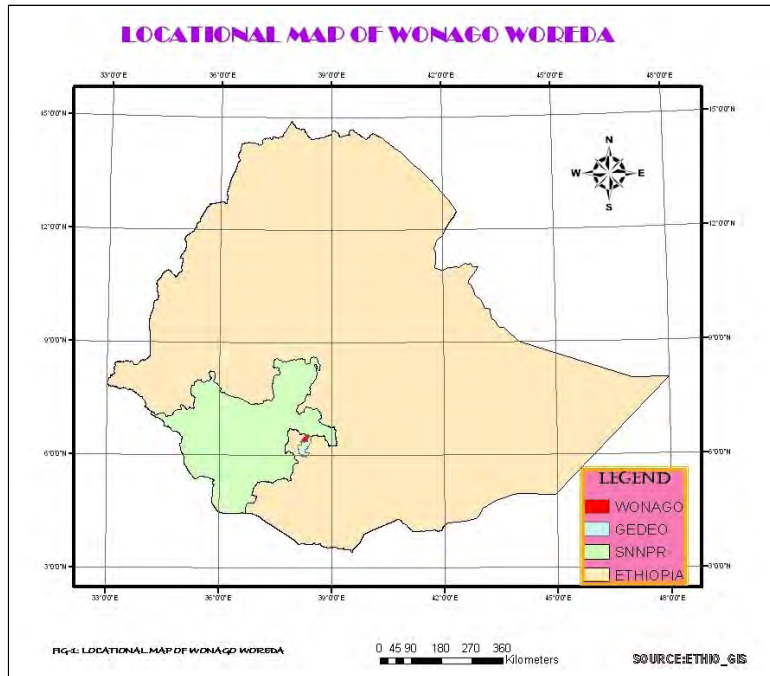 LOCATIONAL MAP OF WONAGO WOREDA
33°0'0"E 36°0'0"E 39°0'0"E 42°0'0"E 45°0'0"E 48°0'0"E
15°0'0"N 15°0'0"N
N
W E
S
12°0'0"N 12°0'0"N
9°0'0"N 9°0'0"N
6°0'0"N 6°0'0"N
LEGEND
WONAGO
GEDEO
SNNPR
ETHIOPIA
3°0'0"N 3°0'0"N
33°0'0"E 36°0'0"E 39°0'0"E 42°0'0"E 45°0'0"E 48°0'0"E
FIG-1: LOCATIONAL MAP OF WONAGO WOREDA
0 45 90 180 270 360
Kilometers
SOURCE:ETHIO_GIS